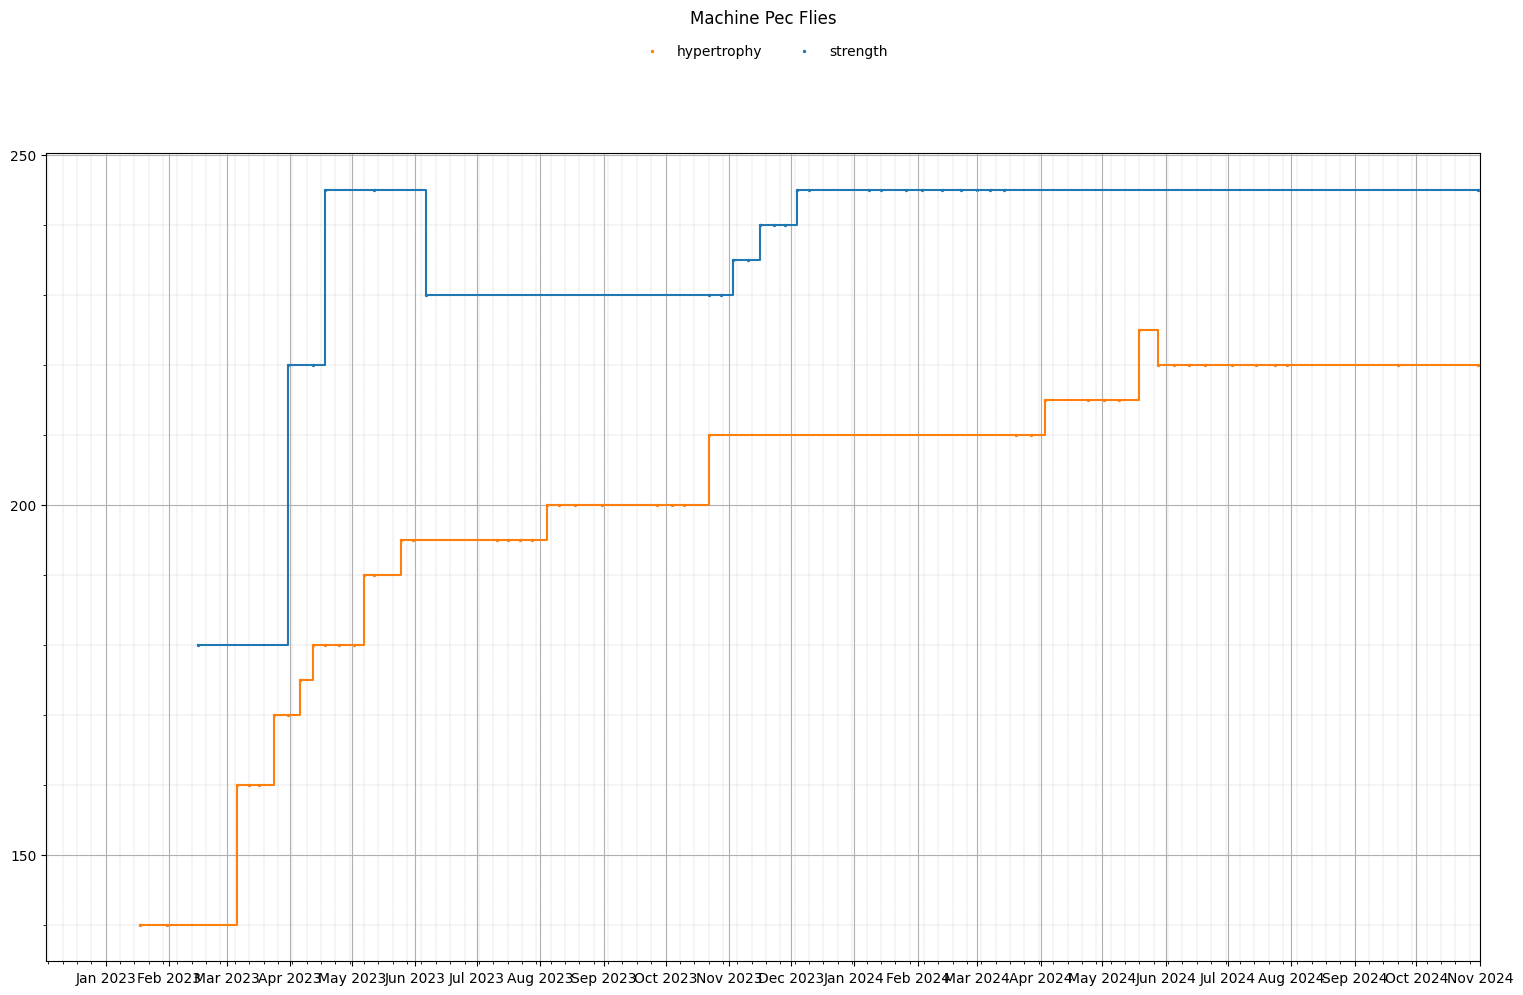 Machine Pec Flies
hypertrophy strength
250
200
150
Jan 2023 Feb 2023 Mar 2023 Apr 2023 May 2023 Jun 2023 Jul 2023 Aug 2023 Sep 2023 Oct 2023 Nov 2023 Dec 2023 Jan 2024 Feb 2024 Mar 2024 Apr 2024 May 2024 Jun 2024 Jul 2024 Aug 2024 Sep 2024 Oct 2024 Nov 2024